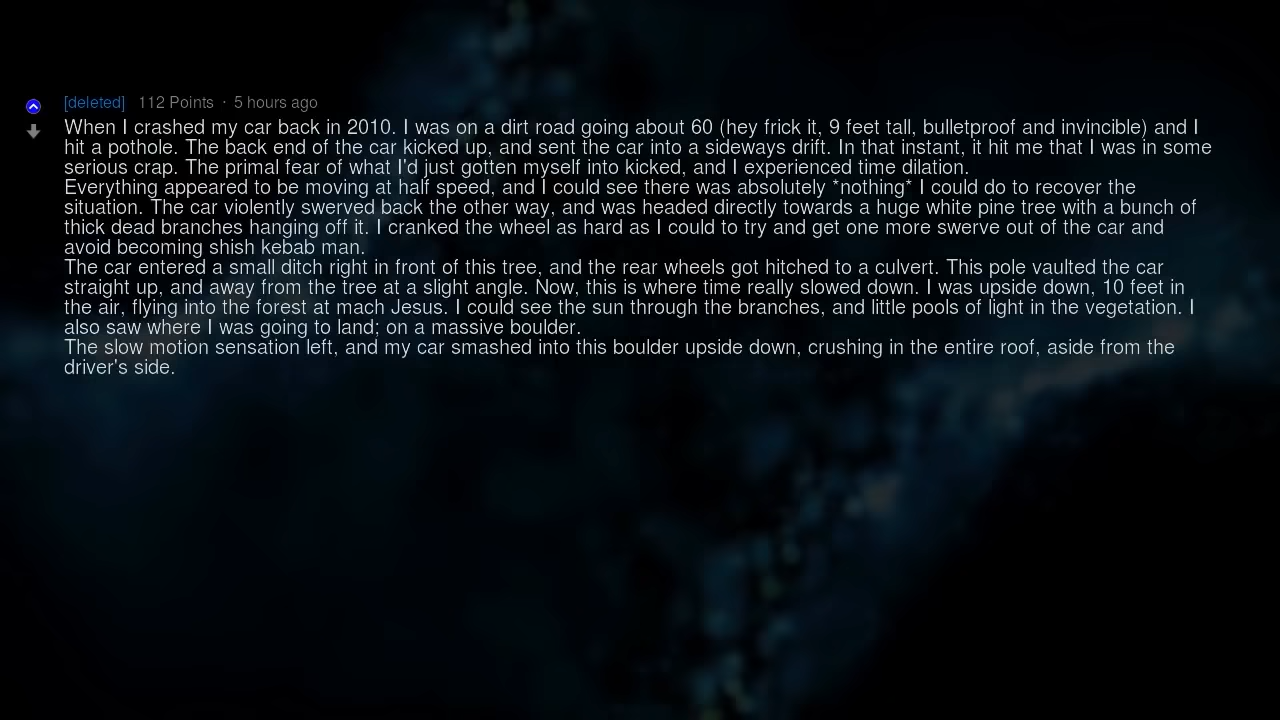 [deleted] 112 Points · 5 hours ago
When I crashed my car back in 2010. I was on a dirt road going about 60 (hey frick it, 9 feet tall, bulletproof and invincible) and I
hit a pothole. The back end of the car kicked up, and sent the car into a sideways drift. In that instant, it hit me that I was in some
serious crap. The primal fear of what I'd just gotten myself into kicked, and I experienced time dilation.
Everything appeared to be moving at half speed, and I could see there was absolutely *nothing* I could do to recover the
situation. The car violently swerved back the other way, and was headed directly towards a huge white pine tree with a bunch of
thick dead branches hanging off it. I cranked the wheel as hard as I could to try and get one more swerve out of the car and
avoid becoming shish kebab man.
The car entered a small ditch right in front of this tree, and the rear wheels got hitched to a culvert. This pole vaulted the car
straight up, and away from the tree at a slight angle. Now, this is where time really slowed down. I was upside down, 10 feet in
the air, flying into the forest at mach Jesus. I could see the sun through the branches, and little pools of light in the vegetation. I
also saw where I was going to land; on a massive boulder.
The slow motion sensation left, and my car smashed into this boulder upside down, crushing in the entire roof, aside from the
driver's side.